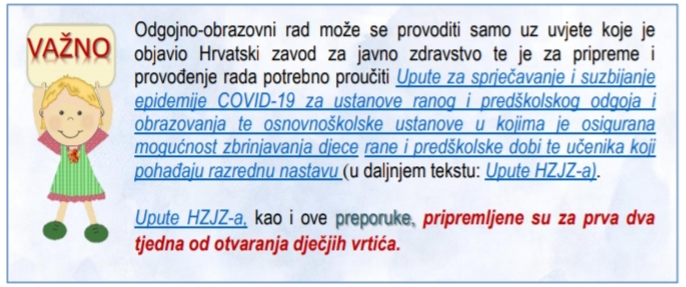 VAŽNO
Odgojno-obrazovni rad može se provoditi samo uz uvjete koje je
objavio Hrvatski zavod za javno zdravstvo te je za pripreme i
provođenje rada potrebno proučiti Upute za sprječavanje i suzbijanje
epidemije COVID-19 za ustanove ranog i predškolskog odgoja i
obrazovanja te osnovnoškolske ustanove u kojima je osigurana
mogućnost zbrinjavanja djece rane i predškolske dobi te učenika koji
pohađaju razrednu nastavu (u daljnjem tekstu: Upute HZJZ-a).
Upute HZJZ-a, kao i ove preporuke, pripremljene su za prva dva
tjedna od otvaranja dječjih vrtića.